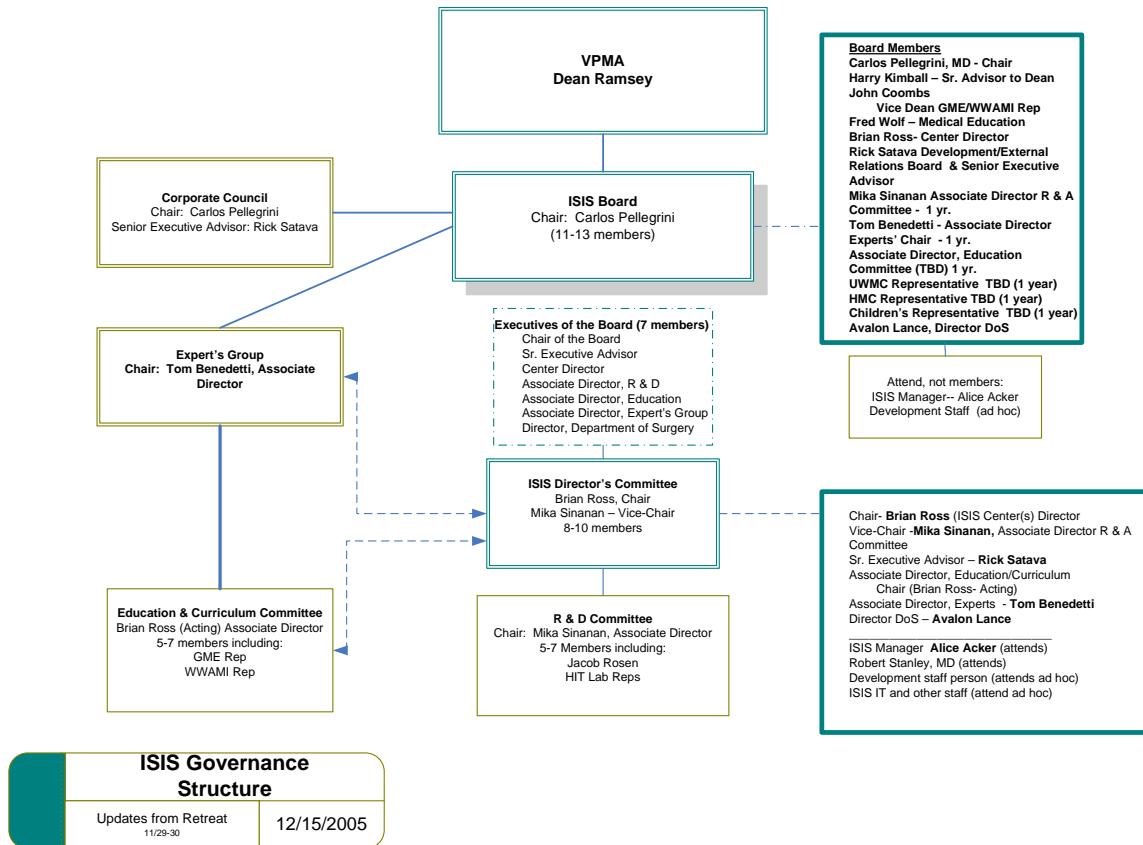 VPMA
Dean Ramsey
Board Members
Carlos Pellegrini, MD - Chair
Harry Kimball – Sr. Advisor to Dean
John Coombs
Vice Dean GME/WWAMI Rep
Fred Wolf – Medical Education
Brian Ross- Center Director
Rick Satava Development/External
Relations Board & Senior Executive
Advisor
Mika Sinanan Associate Director R & A
Committee - 1 yr.
Tom Benedetti - Associate Director
Experts' Chair - 1 yr.
Associate Director, Education
Committee (TBD) 1 yr.
UWMC Representative TBD (1 year)
HMC Representative TBD (1 year)
Children's Representative TBD (1 year)
Avalon Lance, Director DoS
Corporate Council
Chair: Carlos Pellegrini
Senior Executive Advisor: Rick Satava
ISIS Board
Chair: Carlos Pellegrini
(11-13 members)
Executives of the Board (7 members)
Chair of the Board
Sr. Executive Advisor
Center Director
Associate Director, R & D
Associate Director, Education
Associate Director, Expert's Group
Director, Department of Surgery
Expert's Group
Chair: Tom Benedetti, Associate
Director
Attend, not members:
ISIS Manager-- Alice Acker
Development Staff (ad hoc)
ISIS Director's Committee
Brian Ross, Chair
Mika Sinanan – Vice-Chair
8-10 members
Chair- Brian Ross (ISIS Center(s) Director
Vice-Chair -Mika Sinanan, Associate Director R & A
Committee
Sr. Executive Advisor – Rick Satava
Associate Director, Education/Curriculum
Chair (Brian Ross- Acting)
Associate Director, Experts - Tom Benedetti
Director DoS – Avalon Lance
ISIS Manager Alice Acker (attends)
Robert Stanley, MD (attends)
Development staff person (attends ad hoc)
ISIS IT and other staff (attend ad hoc)
Education & Curriculum Committee
Brian Ross (Acting) Associate Director
5-7 members including:
GME Rep
WWAMI Rep
R & D Committee
Chair: Mika Sinanan, Associate Director
5-7 Members including:
Jacob Rosen
HIT Lab Reps
ISIS Governance
Structure
Updates from Retreat
11/29-30
12/15/2005